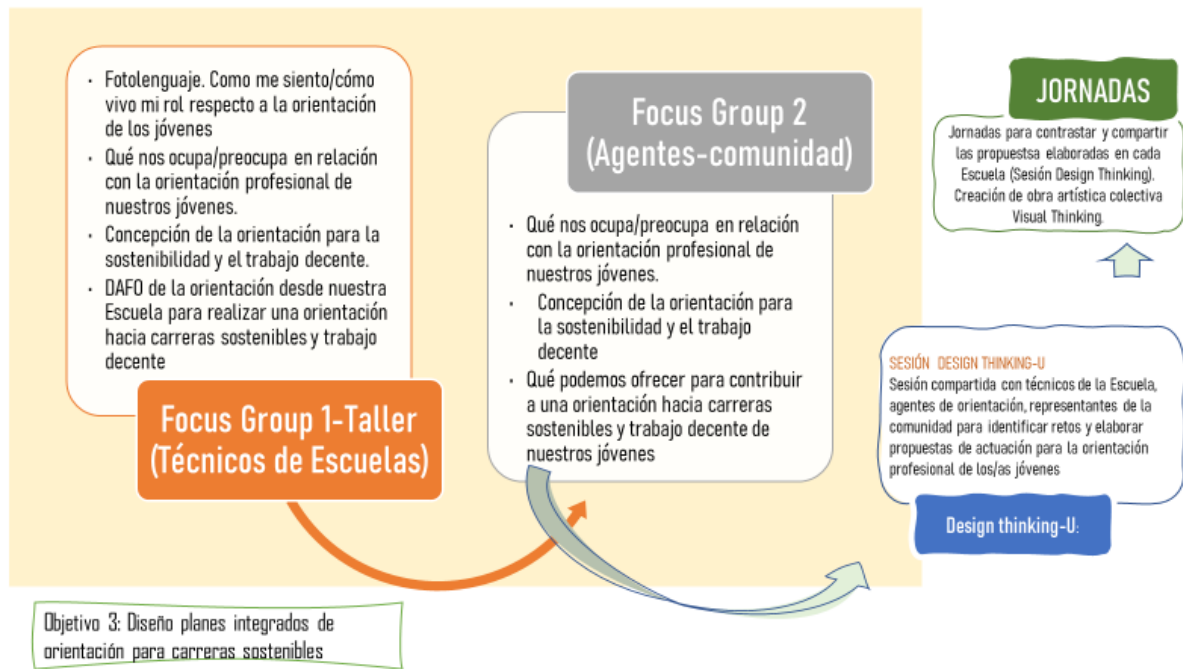 · Fotolenguaje. Como me siento/cómo
vivo mi rol respecto a la orientación
de los jóvenes
· Qué nos ocupa/preocupa en relación
con la orientación profesional de
nuestros jóvenes.
· Concepción de la orientación para la
sostenibilidad y el trabajo decente.
· DAFO de la orientación desde nuestra
Escuela para realizar una orientación
hacia carreras sostenibles y trabajo
decente
Focus Group 1-Taller
(Técnicos de Escuelas)
Focus Group 2
(Agentes-comunidad)
· Qué nos ocupa/preocupa en relación
con la orientación profesional de
nuestros jóvenes.
· Concepción de la orientación para
la sostenibilidad y el trabajo
decente
· Qué podemos ofrecer para contribuir
a una orientación hacia carreras
sostenibles y trabajo decente de
nuestros jóvenes
JORNADAS
Jornadas para contrastar y compartir
las propuestsa elaboradas en cada
Escuela (Sesión Design Thinking).
Creación de obra artística colectiva
Visual Thinking.
SESIÓN DESIGN THINKING-U
Sesión compartida con técnicos de la Escuela,
agentes de orientación, representantes de la
comunidad para identificar retos y elaborar
propuestas de actuación para la orientación
profesional de los/as jóvenes
Design thinking-U:
Objetivo 3: Diseño planes integrados de
orientación para carreras sostenibles